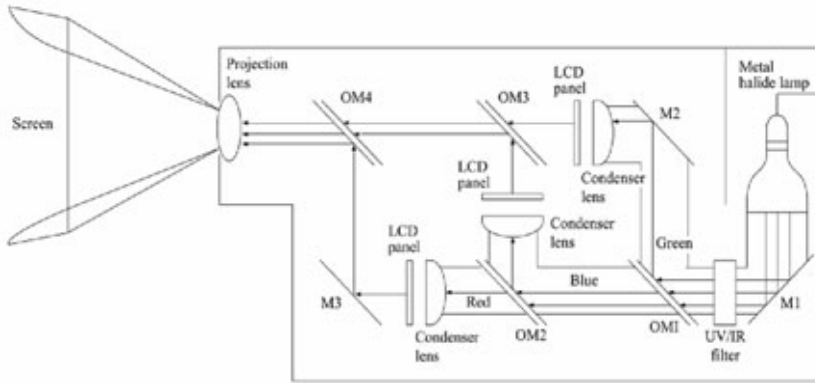 Projection
lens
OM4
OM3
LCD
panel
M2
Metal
halide lamp
Screen
LCD
panel
Condenser
lens
Condenser
lens
LCD
panel
Green
Blue
Red
M3
M1
OM2
OM1
Condenser
lens
UV/IR
filter